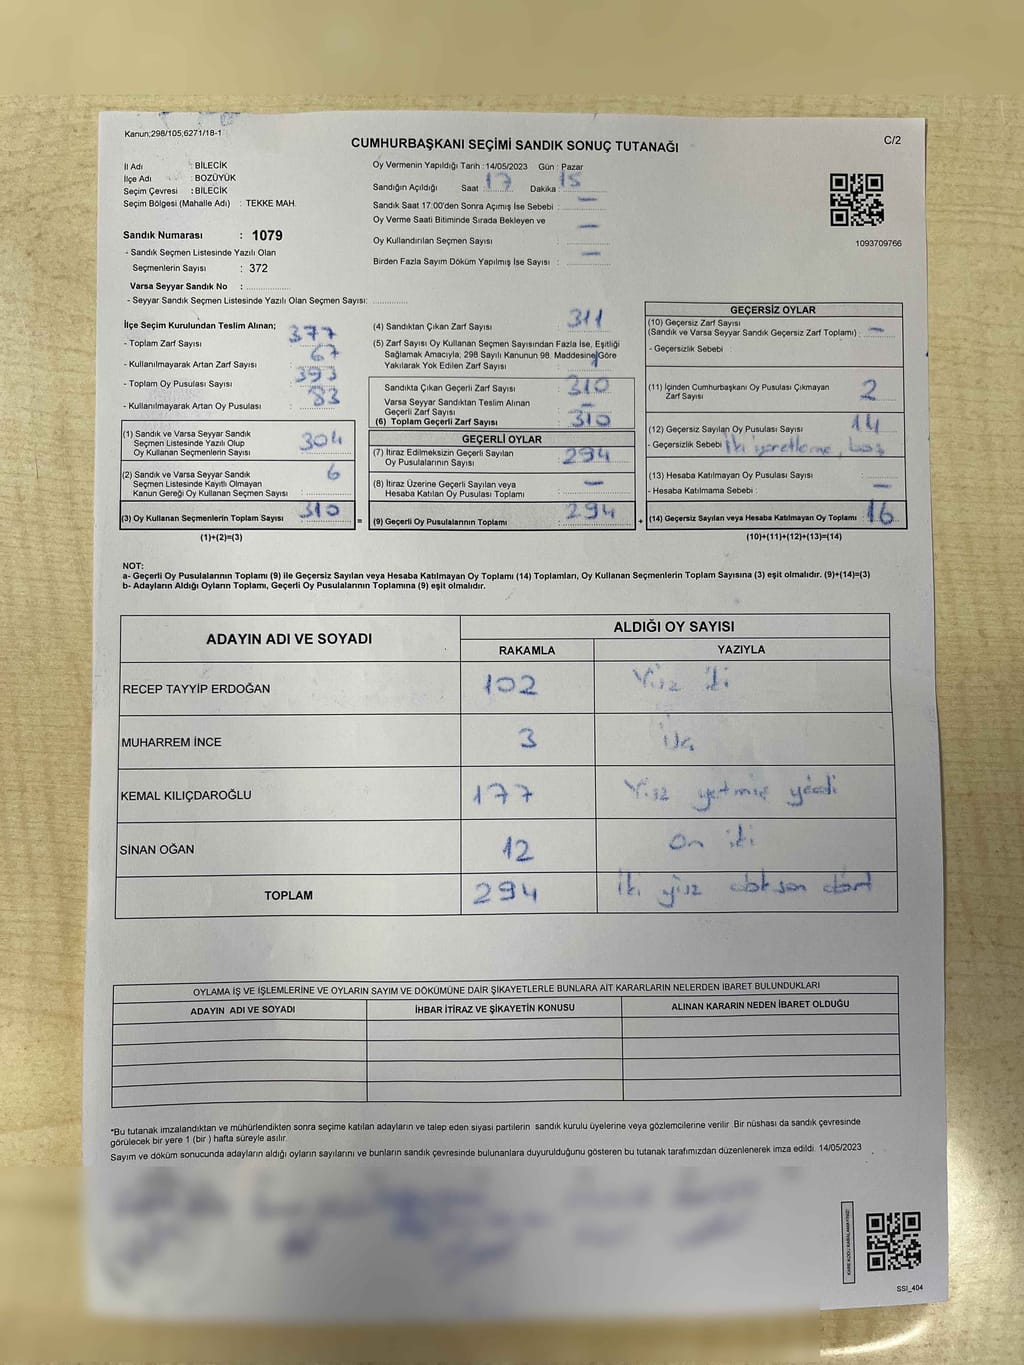 Kanun;298/105;6271/18-1
C/2
CUMHURBAŞKANI SEÇİMİ SANDIK SONUÇ TUTANAĞI
İl Adı : BİLECİK
İlçe Adı : BOZÜYÜK
Seçim Çevresi : BİLECİK
Seçim Bölgesi (Mahalle Adı) : TEKKE MAH.
Oy Vermenin Yapıldığı Tarih : 14/05/2023 Gün : Pazar
Sandığın Açıldığı Saat 17 Dakika : 15
Sandık Saat 17:00'den Sonra Açımış İse Sebebi : —
Oy Verme Saati Bitiminde Sırada Bekleyen ve
Oy Kullandırılan Seçmen Sayısı : —
Birden Fazla Sayım Döküm Yapılmış İse Sayısı : —
1093709766
Sandık Numarası : 1079
- Sandık Seçmen Listesinde Yazılı Olan
Seçmenlerin Sayısı : 372
Varsa Seyyar Sandık No :
- Seyyar Sandık Seçmen Listesinde Yazılı Olan Seçmen Sayısı:
İlçe Seçim Kurulundan Teslim Alınan;
- Toplam Zarf Sayısı : 377
- Kullanılmayarak Artan Zarf Sayısı : 67
- Toplam Oy Pusulası Sayısı : 393
- Kullanılmayarak Artan Oy Pusulası : 83
(1) Sandık ve Varsa Seyyar Sandık
Seçmen Listesinde Yazılı Olup
Oy Kullanan Seçmenlerin Sayısı : 304
(2) Sandık ve Varsa Seyyar Sandık
Seçmen Listesinde Kayıtlı Olmayan
Kanun Gereği Oy Kullanan Seçmen Sayısı : 6
(3) Oy Kullanan Seçmenlerin Toplam Sayısı : 310
(1)+(2)=(3)
(4) Sandıktan Çıkan Zarf Sayısı : 311
(5) Zarf Sayısı Oy Kullanan Seçmen Sayısından Fazla İse, Eşitliği
Sağlamak Amacıyla; 298 Sayılı Kanunun 98. Maddesine Göre
Yakılarak Yok Edilen Zarf Sayısı : 1
Sandıkta Çıkan Geçerli Zarf Sayısı : 310
Varsa Seyyar Sandıktan Teslim Alınan
Geçerli Zarf Sayısı : —
(6) Toplam Geçerli Zarf Sayısı : 310
GEÇERLİ OYLAR
(7) İtiraz Edilmeksizin Geçerli Sayılan
Oy Pusulalarının Sayısı : 294
(8) İtiraz Üzerine Geçerli Sayılan veya
Hesaba Katılan Oy Pusulası Toplamı : —
= (9) Geçerli Oy Pusulalarının Toplamı : 294
GEÇERSİZ OYLAR
(10) Geçersiz Zarf Sayısı
(Sandık ve Varsa Seyyar Sandık Geçersiz Zarf Toplamı) : —
- Geçersizlik Sebebi :
(11) İçinden Cumhurbaşkanı Oy Pusulası Çıkmayan
Zarf Sayısı : 2
(12) Geçersiz Sayılan Oy Pusulası Sayısı : 14
- Geçersizlik Sebebi : İki işaretleme, boş
(13) Hesaba Katılmayan Oy Pusulası Sayısı : —
- Hesaba Katılmama Sebebi :
+ (14) Geçersiz Sayılan veya Hesaba Katılmayan Oy Toplamı : 16
(10)+(11)+(12)+(13)=(14)
NOT:
a- Geçerli Oy Pusulalarının Toplamı (9) ile Geçersiz Sayılan veya Hesaba Katılmayan Oy Toplamı (14) Toplamları, Oy Kullanan Seçmenlerin Toplam Sayısına (3) eşit olmalıdır. (9)+(14)=(3)
b- Adayların Aldığı Oyların Toplamı, Geçerli Oy Pusulalarının Toplamına (9) eşit olmalıdır.
ADAYIN ADI VE SOYADI
ALDIĞI OY SAYISI
RAKAMLA YAZIYLA
RECEP TAYYİP ERDOĞAN 102 Yüz iki
MUHARREM İNCE 3 üç
KEMAL KILIÇDAROĞLU 177 Yüz yetmiş yedi
SİNAN OĞAN 12 on iki
TOPLAM 294 iki yüz doksan dört
OYLAMA İŞ VE İŞLEMLERİNE VE OYLARIN SAYIM VE DÖKÜMÜNE DAİR ŞİKAYETLERLE BUNLARA AİT KARARLARIN NELERDEN İBARET BULUNDUKLARI
ADAYIN ADI VE SOYADI İHBAR İTİRAZ VE ŞİKAYETİN KONUSU ALINAN KARARIN NEDEN İBARET OLDUĞU
*Bu tutanak imzalandıktan ve mühürlendikten sonra seçime katılan adayların ve talep eden siyasi partilerin sandık kurulu üyelerine veya gözlemcilerine verilir. Bir nüshası da sandık çevresinde
görülecek bir yere 1 (bir ) hafta süreyle asılır.
Sayım ve döküm sonucunda adayların aldığı oyların sayılarını ve bunların sandık çevresinde bulunanlara duyurulduğunu gösteren bu tutanak tarafımızdan düzenlenerek imza edildi. 14/05/2023
KARE KODU KARALAMAYINIZ!
SSI_404